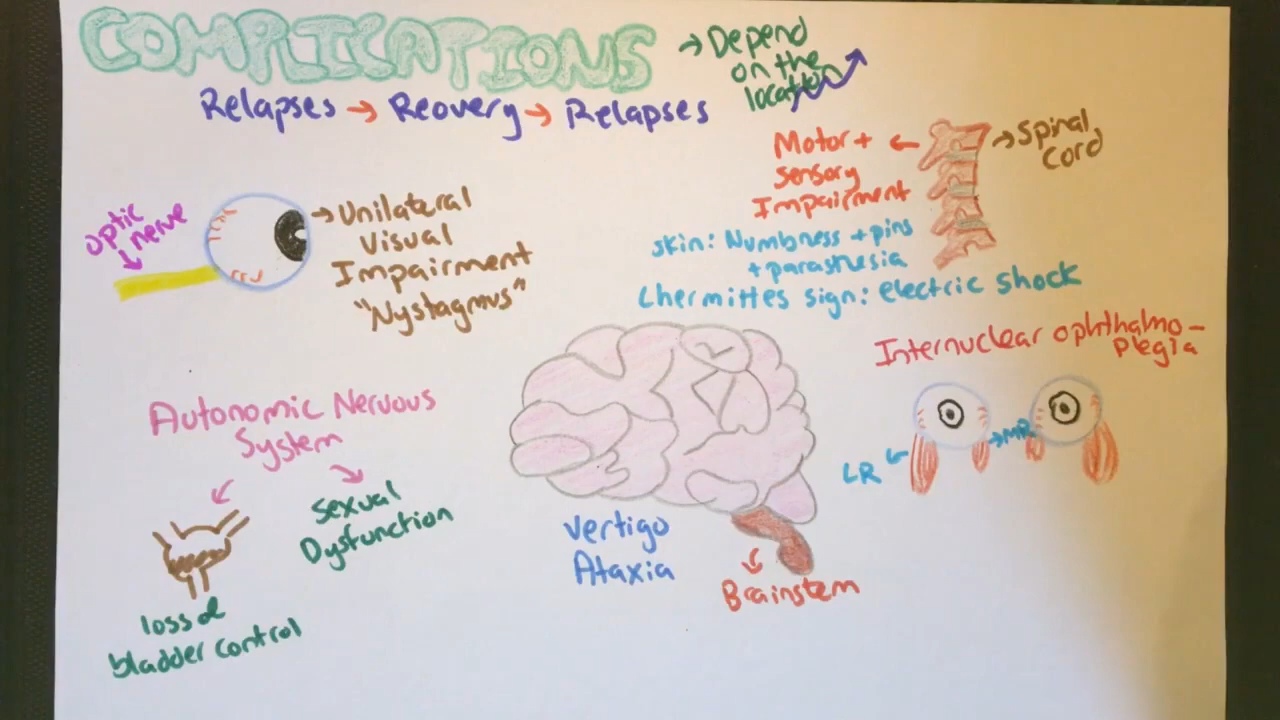 COMPLICATIONS
→ Depend
on the
location
Relapses → Reovery → Relapses
Motor +
sensory
Impairment
→ Spinal
Cord
skin: Numbness + pins
+ parasthesia
Lhermittes sign: electric shock
optic
nerve
→ Unilateral
Visual
Impairment
"Nystagmus"
Internuclear ophthalmo-
plegia
LR
→ MR
Autonomic Nervous
System
Sexual
Dysfunction
loss of
bladder control
Vertigo
Ataxia
Brainstem